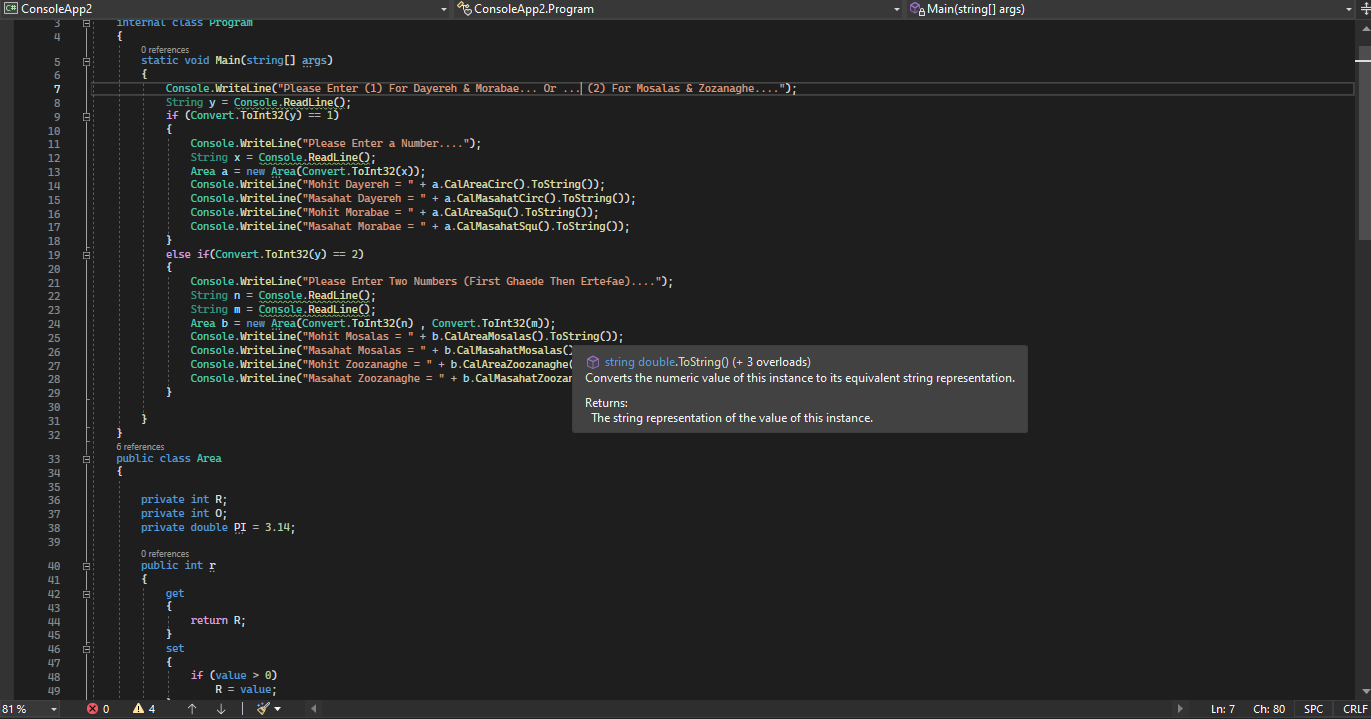 ConsoleApp2 ConsoleApp2.Program Main(string[] args)
3 internal class Program
4 {
0 references
5 static void Main(string[] args)
6 {
7 Console.WriteLine("Please Enter (1) For Dayereh & Morabae... Or ... (2) For Mosalas & Zozanaghe....");
8 String y = Console.ReadLine();
9 if (Convert.ToInt32(y) == 1)
10 {
11 Console.WriteLine("Please Enter a Number....");
12 String x = Console.ReadLine();
13 Area a = new Area(Convert.ToInt32(x));
14 Console.WriteLine("Mohit Dayereh = " + a.CalAreaCirc().ToString());
15 Console.WriteLine("Masahat Dayereh = " + a.CalMasahatCirc().ToString());
16 Console.WriteLine("Mohit Morabae = " + a.CalAreaSqu().ToString());
17 Console.WriteLine("Masahat Morabae = " + a.CalMasahatSqu().ToString());
18 }
19 else if(Convert.ToInt32(y) == 2)
20 {
21 Console.WriteLine("Please Enter Two Numbers (First Ghaede Then Ertefae)....");
22 String n = Console.ReadLine();
23 String m = Console.ReadLine();
24 Area b = new Area(Convert.ToInt32(n) , Convert.ToInt32(m));
25 Console.WriteLine("Mohit Mosalas = " + b.CalAreaMosalas().ToString());
26 Console.WriteLine("Masahat Mosalas = " + b.CalMasahatMosalas()
27 Console.WriteLine("Mohit Zoozanaghe = " + b.CalAreaZoozanaghe(
28 Console.WriteLine("Masahat Zoozanaghe = " + b.CalMasahatZoozan
string double.ToString() (+ 3 overloads)
Converts the numeric value of this instance to its equivalent string representation.
Returns:
The string representation of the value of this instance.
29 }
30
31 }
32 }
6 references
33 public class Area
34 {
35
36 private int R;
37 private int O;
38 private double PI = 3.14;
39
0 references
40 public int r
41 {
42 get
43 {
44 return R;
45 }
46 set
47 {
48 if (value > 0)
49 R = value;
81 % 0 4 Ln: 7 Ch: 80 SPC CRLF